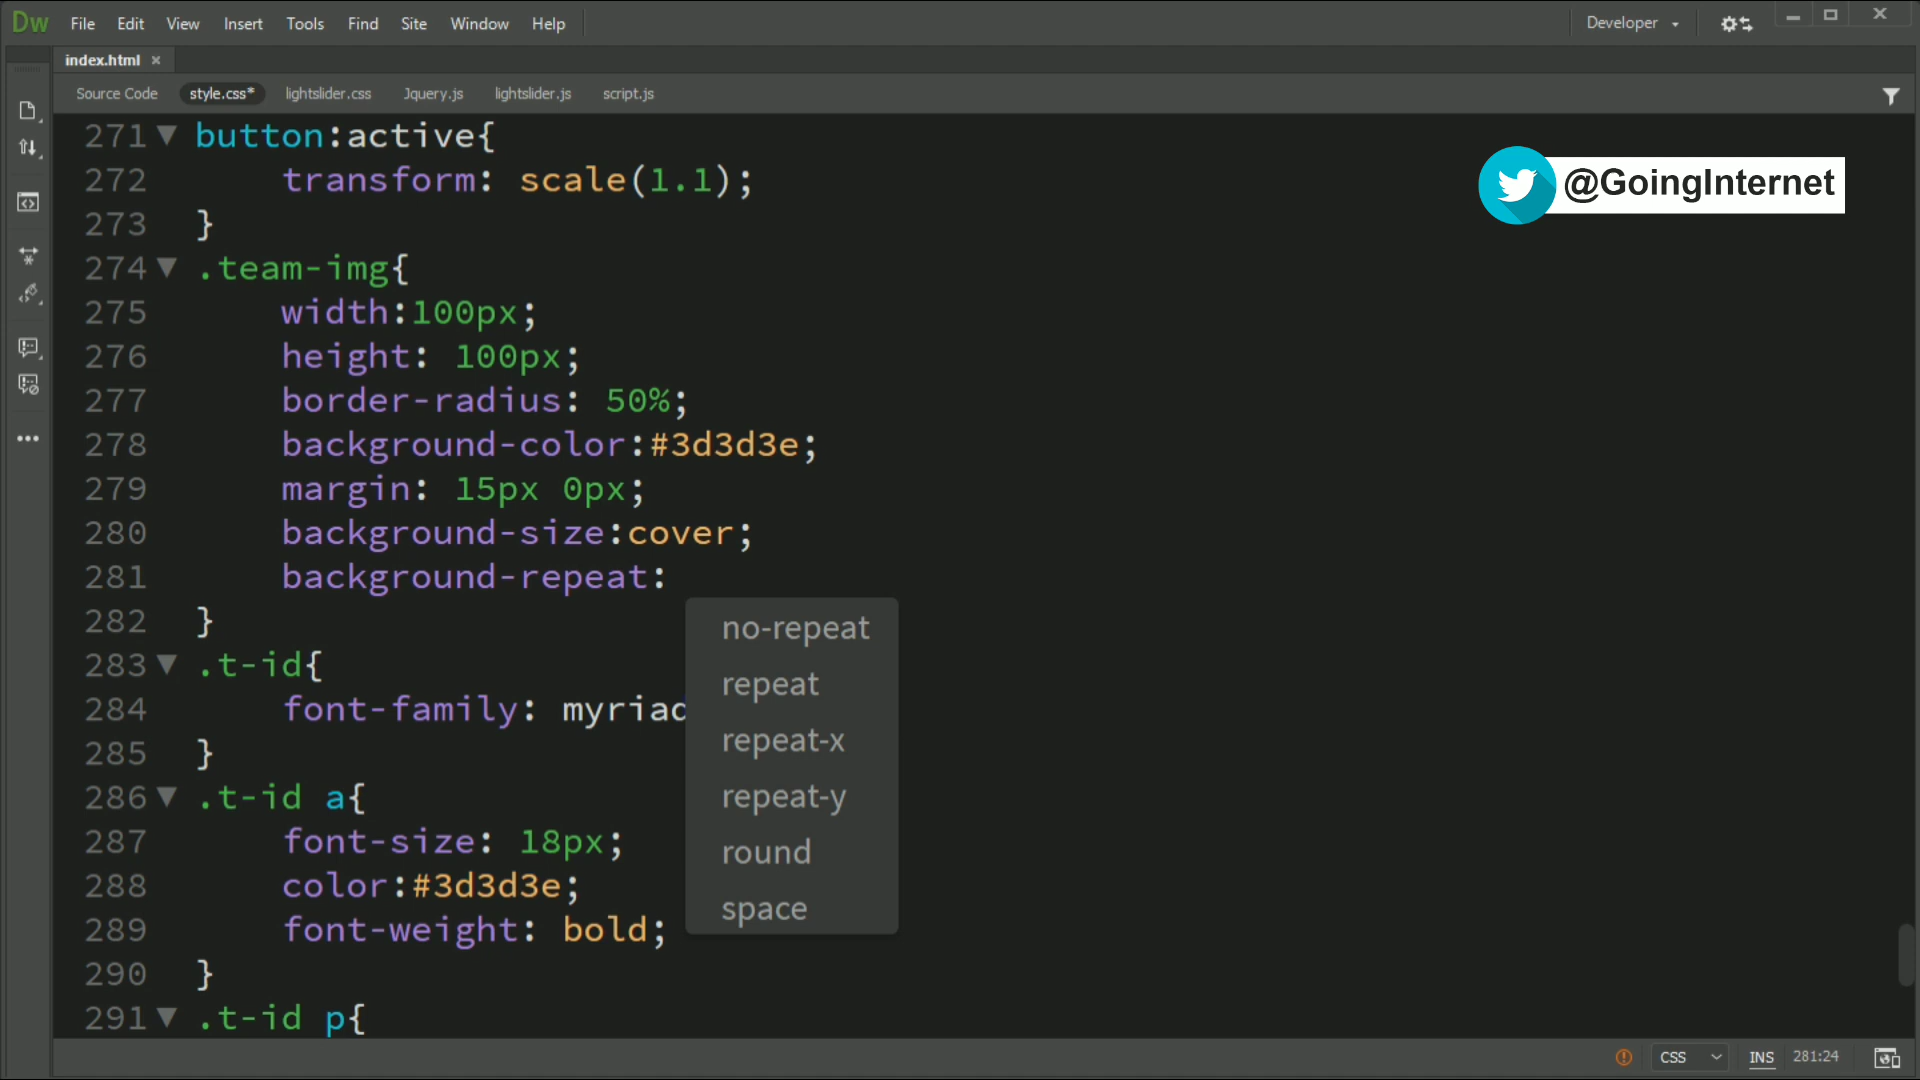 Dw File Edit View Insert Tools Find Site Window Help Developer
index.html
Source Code style.css* lightslider.css Jquery.js lightslider.js script.js
271 button:active{
272 transform: scale(1.1);
273 }
274 .team-img{
275 width:100px;
276 height: 100px;
277 border-radius: 50%;
278 background-color:#3d3d3e;
279 margin: 15px 0px;
280 background-size:cover;
281 background-repeat:
282 }
283 .t-id{
284 font-family: myriad
285 }
286 .t-id a{
287 font-size: 18px;
288 color:#3d3d3e;
289 font-weight: bold;
290 }
291 .t-id p{
no-repeat
repeat
repeat-x
repeat-y
round
space
@GoingInternet
CSS INS 281:24